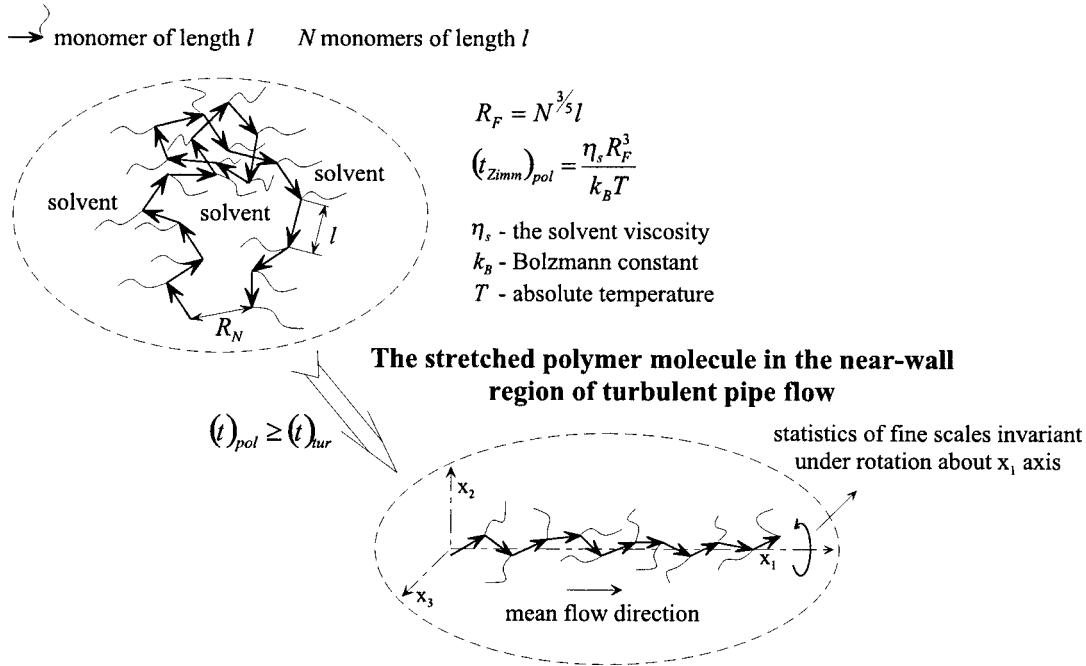 monomer of length l N monomers of length l
R_F = N^{3/5} l
(t_{Zimm})_{pol} = \frac{η_s R_F^3}{k_B T}
solvent
solvent
solvent
l
η_s - the solvent viscosity
k_B - Bolzmann constant
T - absolute temperature
R_N
The stretched polymer molecule in the near-wall
region of turbulent pipe flow
(t)_{pol} ≥ (t)_{tur}
statistics of fine scales invariant
under rotation about x_1 axis
x_2
x_1
x_3
mean flow direction